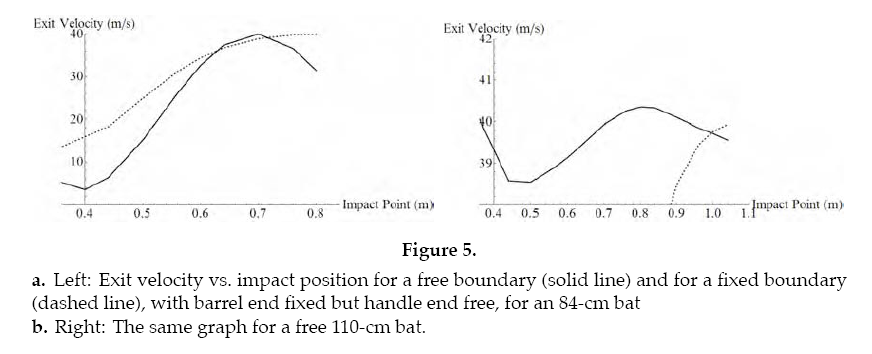 Exit Velocity (m/s)
40
30
20
10
0.4 0.5 0.6 0.7 0.8
Impact Point (m)
Exit Velocity (m/s)
42
41
40
39
0.4 0.5 0.6 0.7 0.8 0.9 1.0 1.1
Impact Point (m)
Figure 5.
a. Left: Exit velocity vs. impact position for a free boundary (solid line) and for a fixed boundary
(dashed line), with barrel end fixed but handle end free, for an 84-cm bat
b. Right: The same graph for a free 110-cm bat.